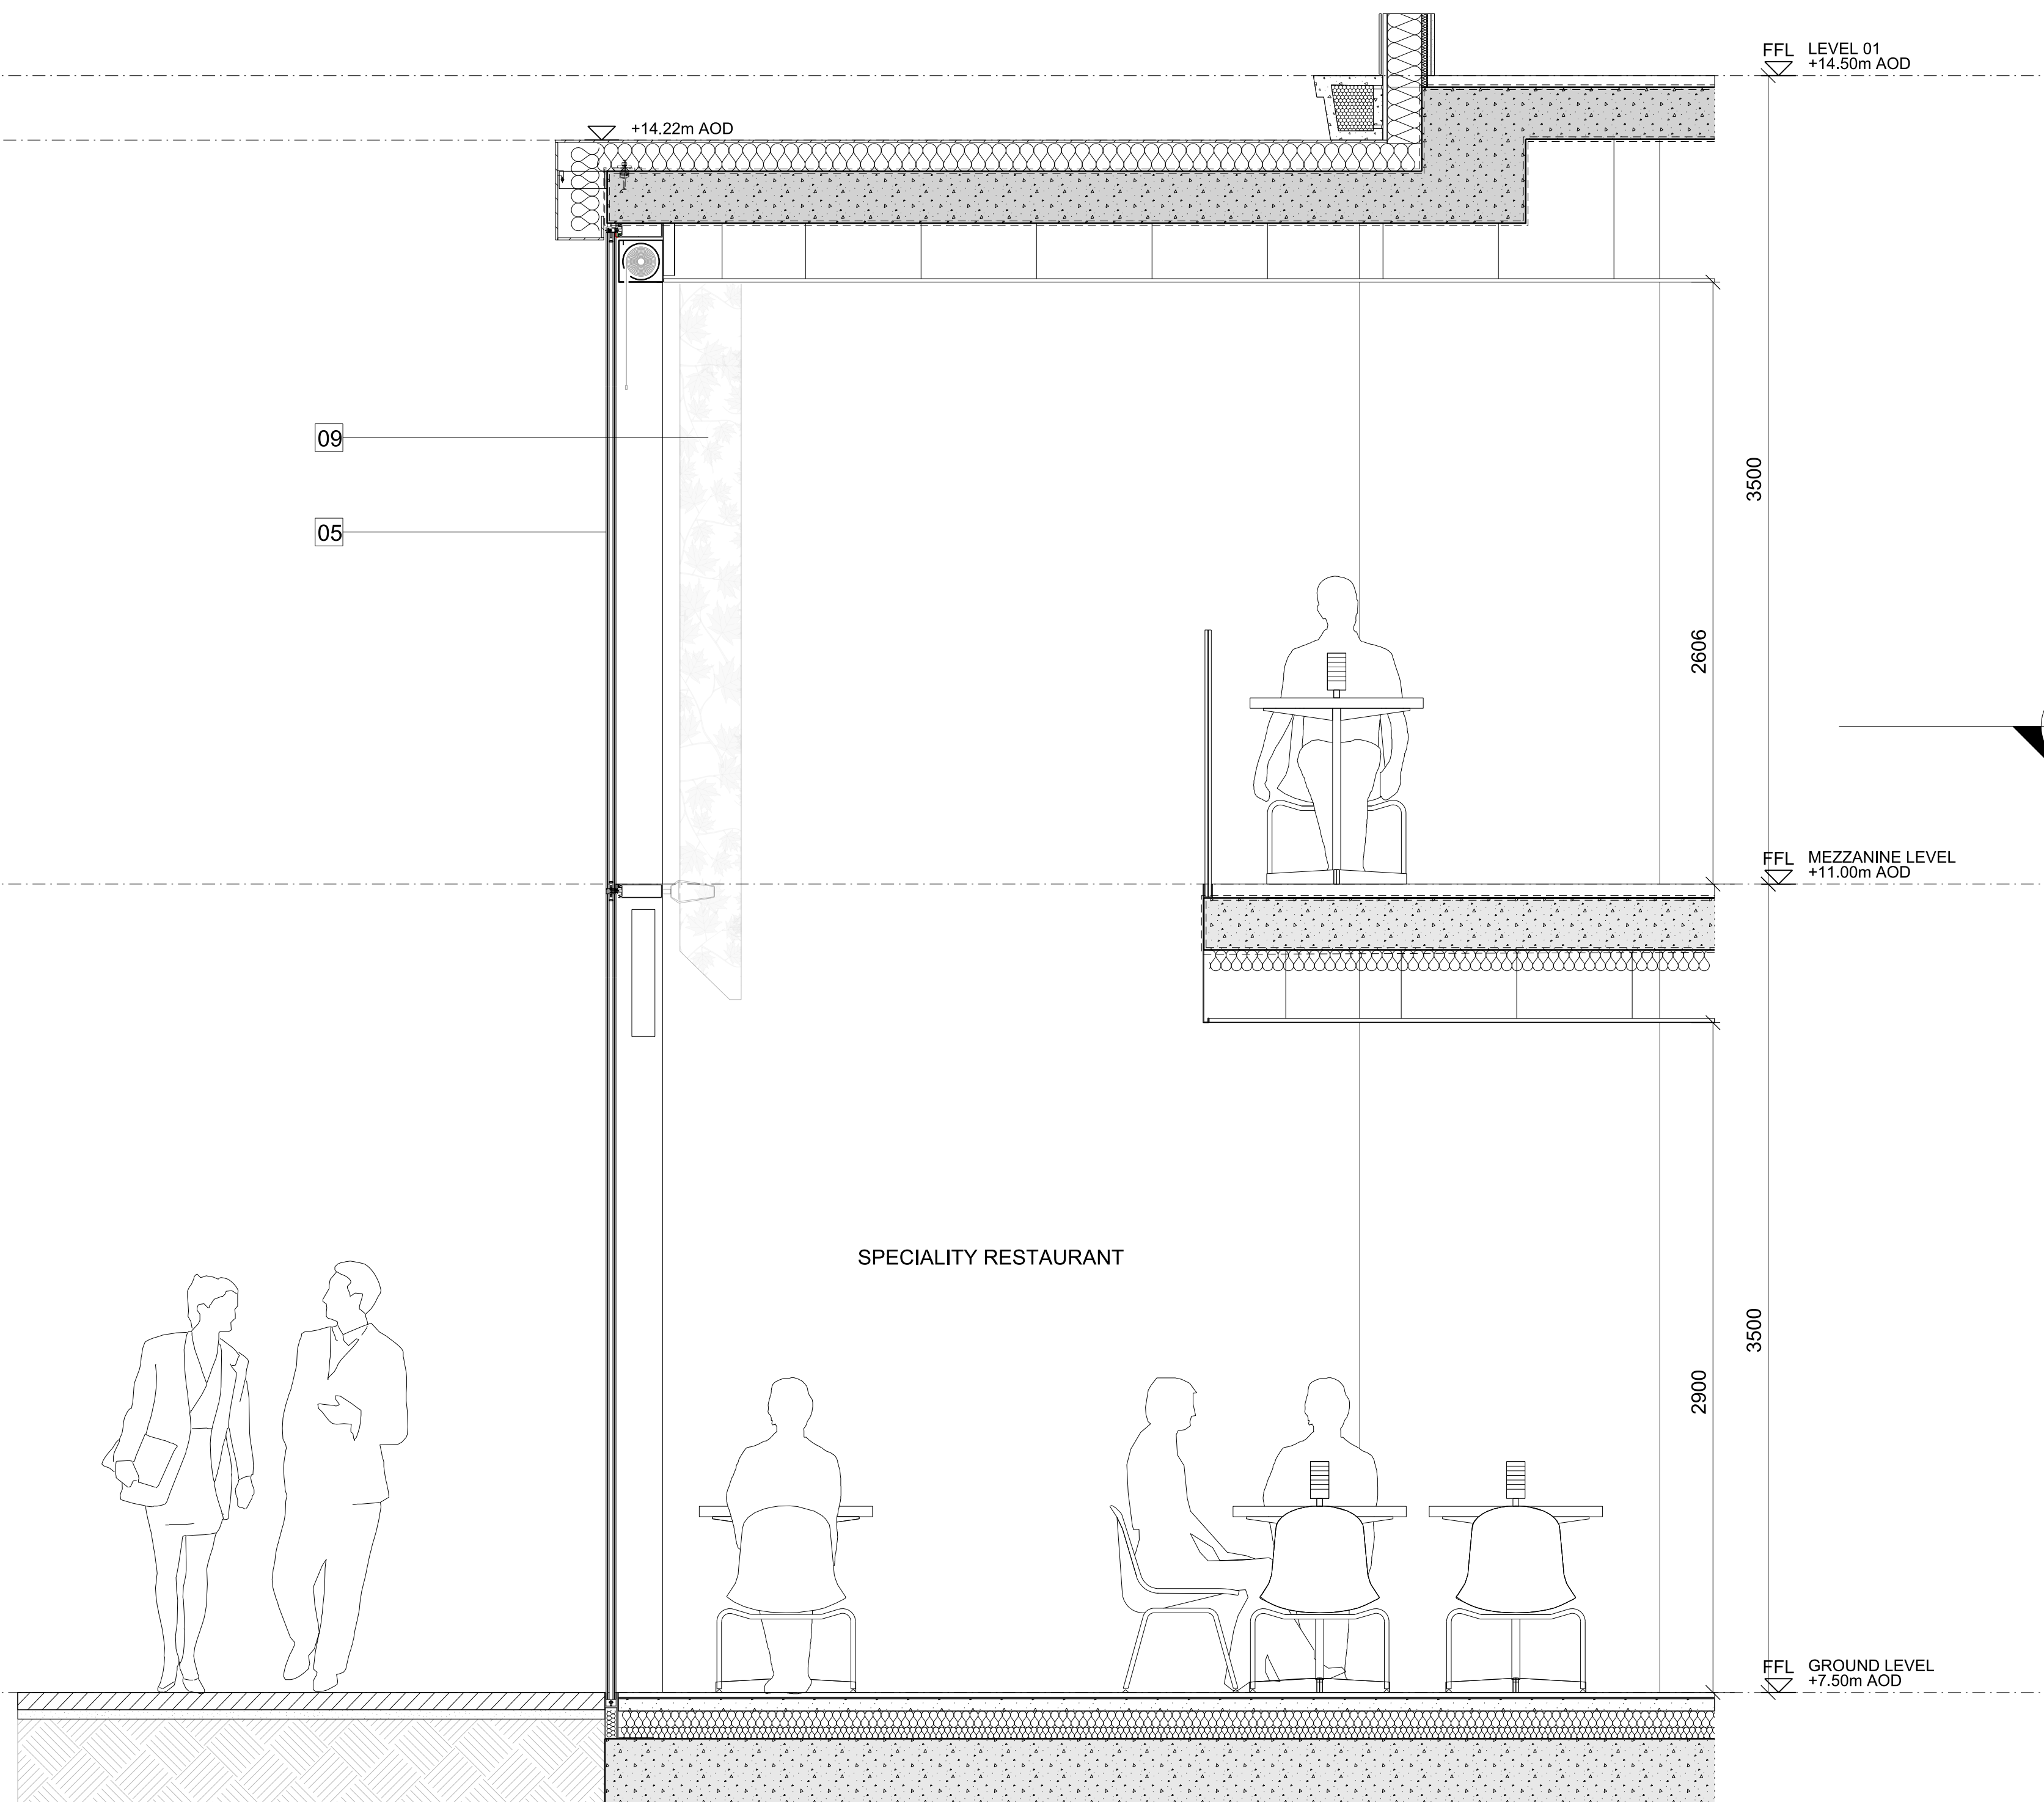 FFL LEVEL 01
+14.50m AOD
+14.22m AOD
09
05
3500
2606
FFL MEZZANINE LEVEL
+11.00m AOD
SPECIALITY RESTAURANT
3500
2900
FFL GROUND LEVEL
+7.50m AOD